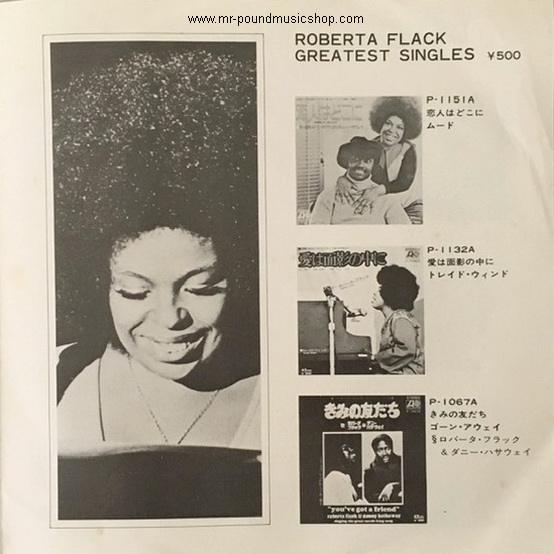 www.mr-poundmusicshop.com
ROBERTA FLACK
GREATEST SINGLES ¥500
P-1151A
恋人はどこに
ムード
P-1132A
愛は面影の中に
トレイド・ウィンド
愛は面影の中に
P-1067A
きみの友だち
ゴーン・アウェイ
§ロバータ・フラック
& ダニー・ハサウェイ
きみの友だち
"you've got a friend"
roberta flack & donny hathaway